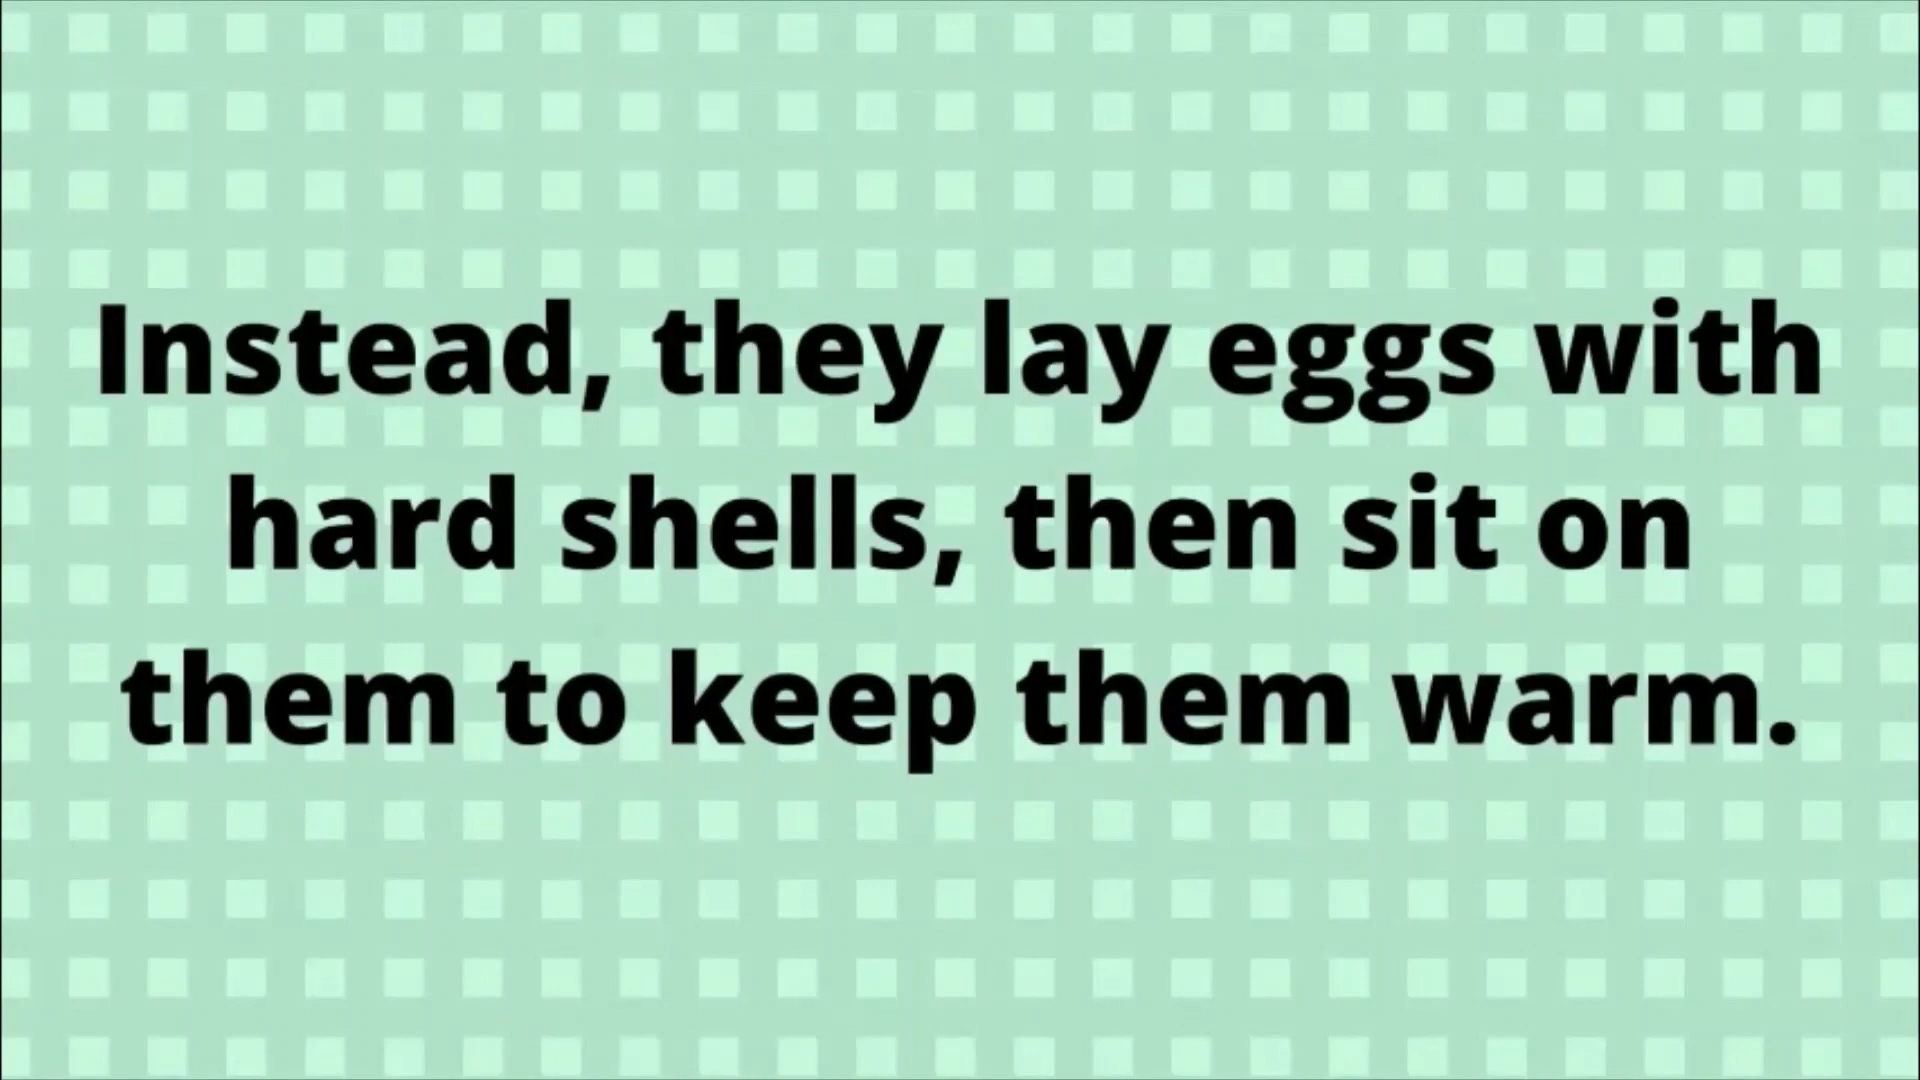 Instead, they lay eggs with
hard shells, then sit on
them to keep them warm.